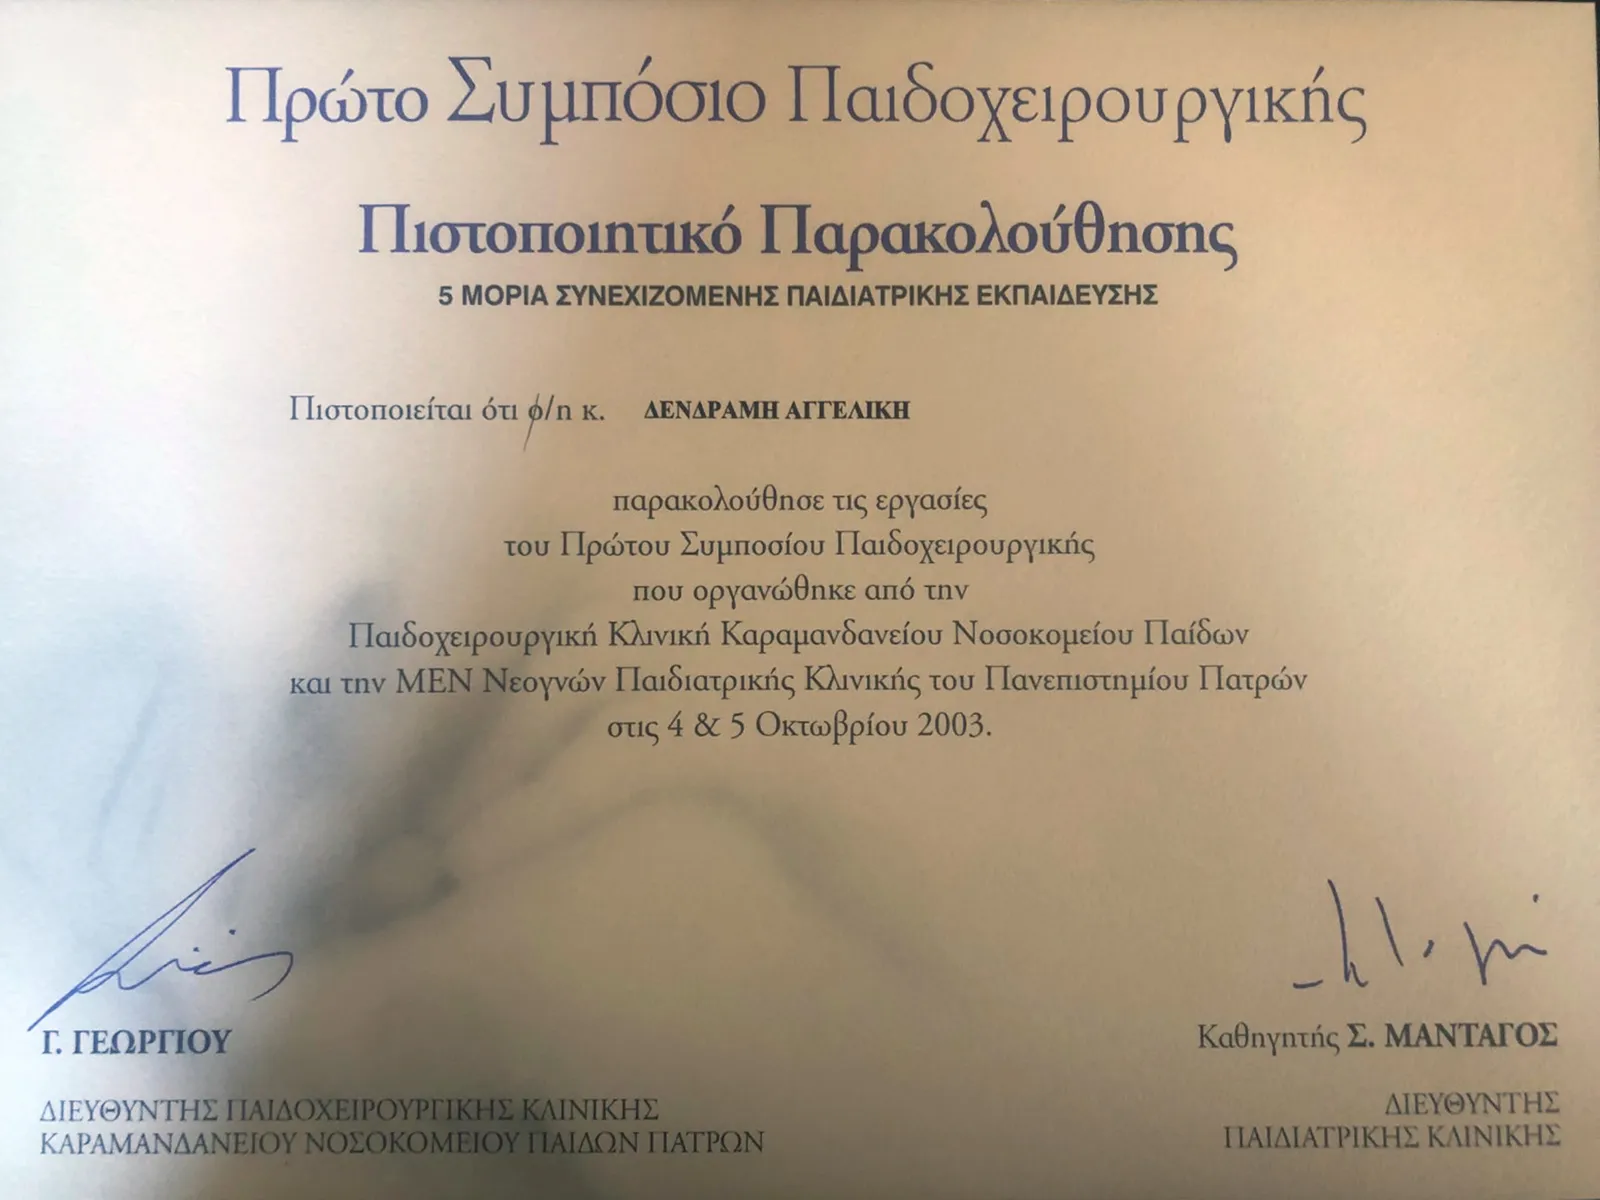 Πρώτο Συμπόσιο Παιδοχειρουργικής
Πιστοποιητικό Παρακολούθησης
5 ΜΟΡΙΑ ΣΥΝΕΧΙΖΟΜΕΝΗΣ ΠΑΙΔΙΑΤΡΙΚΗΣ ΕΚΠΑΙΔΕΥΣΗΣ
Πιστοποιείται ότι ο/η κ. ΔΕΝΔΡΑΜΗ ΑΓΓΕΛΙΚΗ
παρακολούθησε τις εργασίες
του Πρώτου Συμποσίου Παιδοχειρουργικής
που οργανώθηκε από την
Παιδοχειρουργική Κλινική Καραμανδανείου Νοσοκομείου Παίδων
και την ΜΕΝ Νεογνών Παιδιατρικής Κλινικής του Πανεπιστημίου Πατρών
στις 4 & 5 Οκτωβρίου 2003.
Γ. ΓΕΩΡΓΙΟΥ
Καθηγητής Σ. ΜΑΝΤΑΓΟΣ
ΔΙΕΥΘΥΝΤΗΣ ΠΑΙΔΟΧΕΙΡΟΥΡΓΙΚΗΣ ΚΛΙΝΙΚΗΣ
ΚΑΡΑΜΑΝΔΑΝΕΙΟΥ ΝΟΣΟΚΟΜΕΙΟΥ ΠΑΙΔΩΝ ΠΑΤΡΩΝ
ΔΙΕΥΘΥΝΤΗΣ
ΠΑΙΔΙΑΤΡΙΚΗΣ ΚΛΙΝΙΚΗΣ